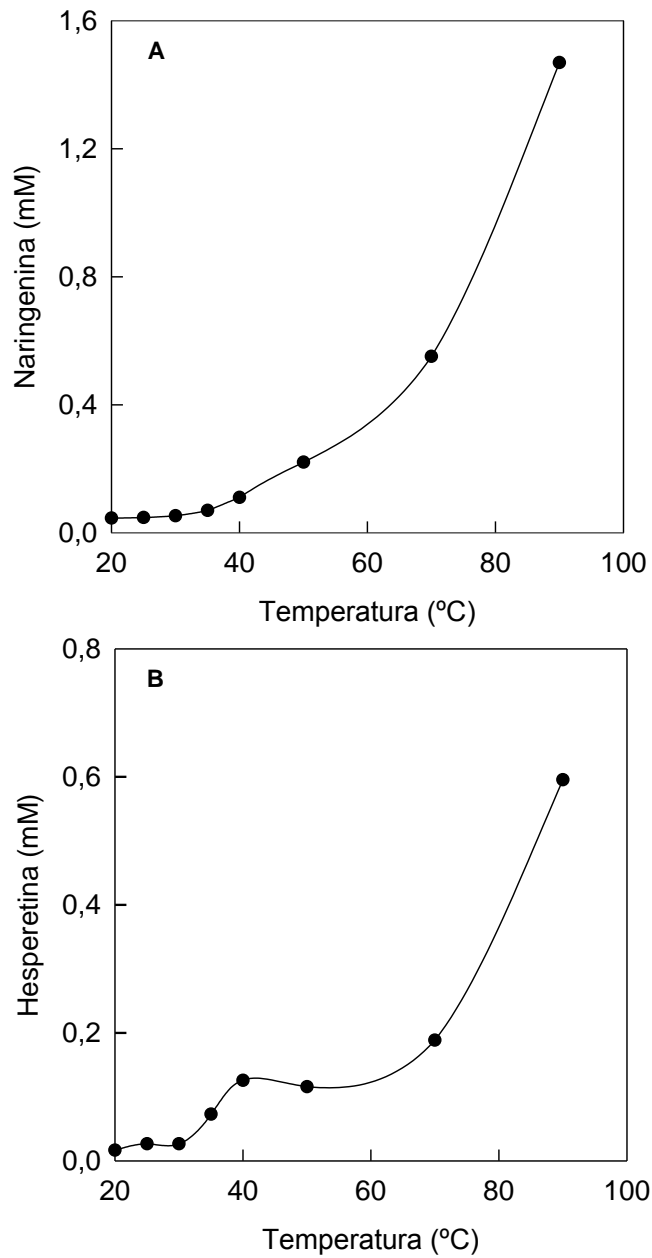 1,6
A
1,2
0,8
0,4
0,0
Naringenina (mM)
20 40 60 80 100
Temperatura (ºC)
0,8
B
0,6
0,4
0,2
0,0
Hesperetina (mM)
20 40 60 80 100
Temperatura (ºC)